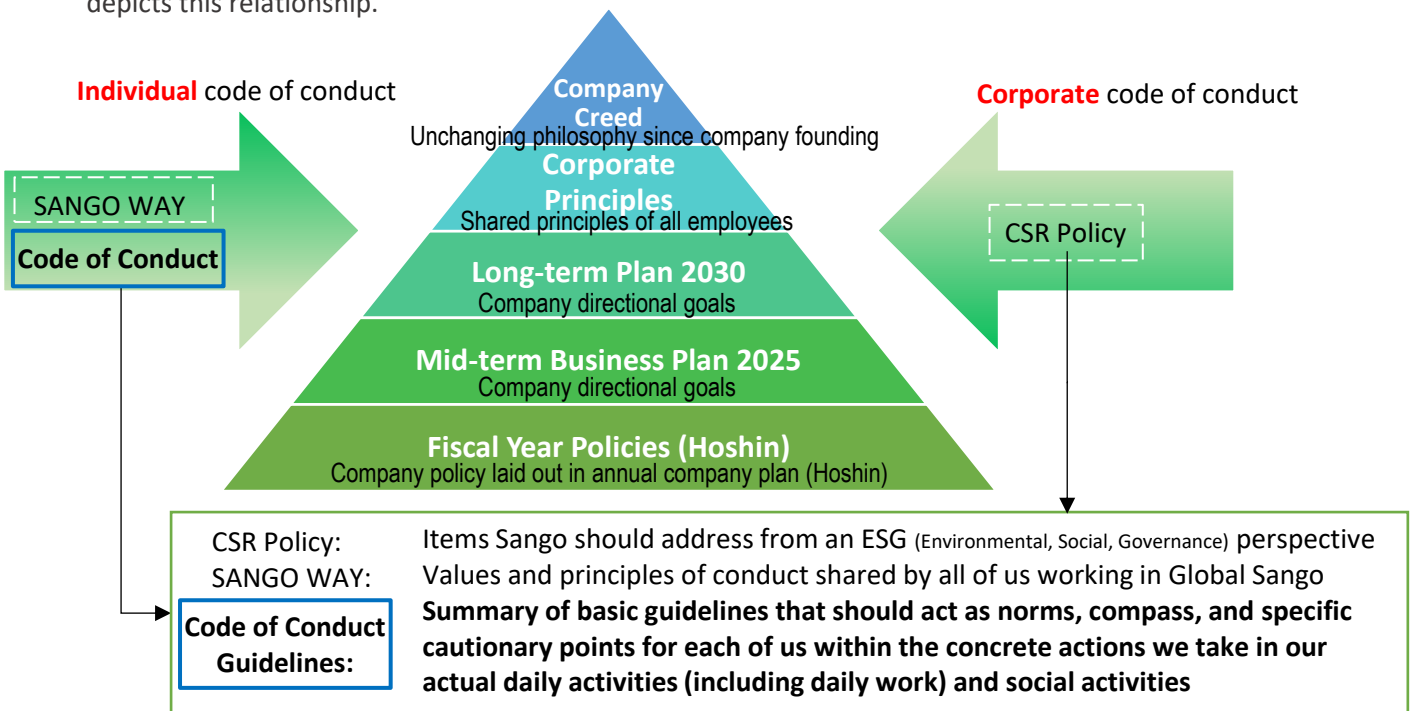 depicts this relationship.
Individual code of conduct
Corporate code of conduct
Company
Creed
Unchanging philosophy since company founding
Corporate
Principles
Shared principles of all employees
SANGO WAY
Code of Conduct
CSR Policy
Long-term Plan 2030
Company directional goals
Mid-term Business Plan 2025
Company directional goals
Fiscal Year Policies (Hoshin)
Company policy laid out in annual company plan (Hoshin)
CSR Policy: Items Sango should address from an ESG (Environmental, Social, Governance) perspective
SANGO WAY: Values and principles of conduct shared by all of us working in Global Sango
Code of Conduct
Guidelines:
Summary of basic guidelines that should act as norms, compass, and specific
cautionary points for each of us within the concrete actions we take in our
actual daily activities (including daily work) and social activities